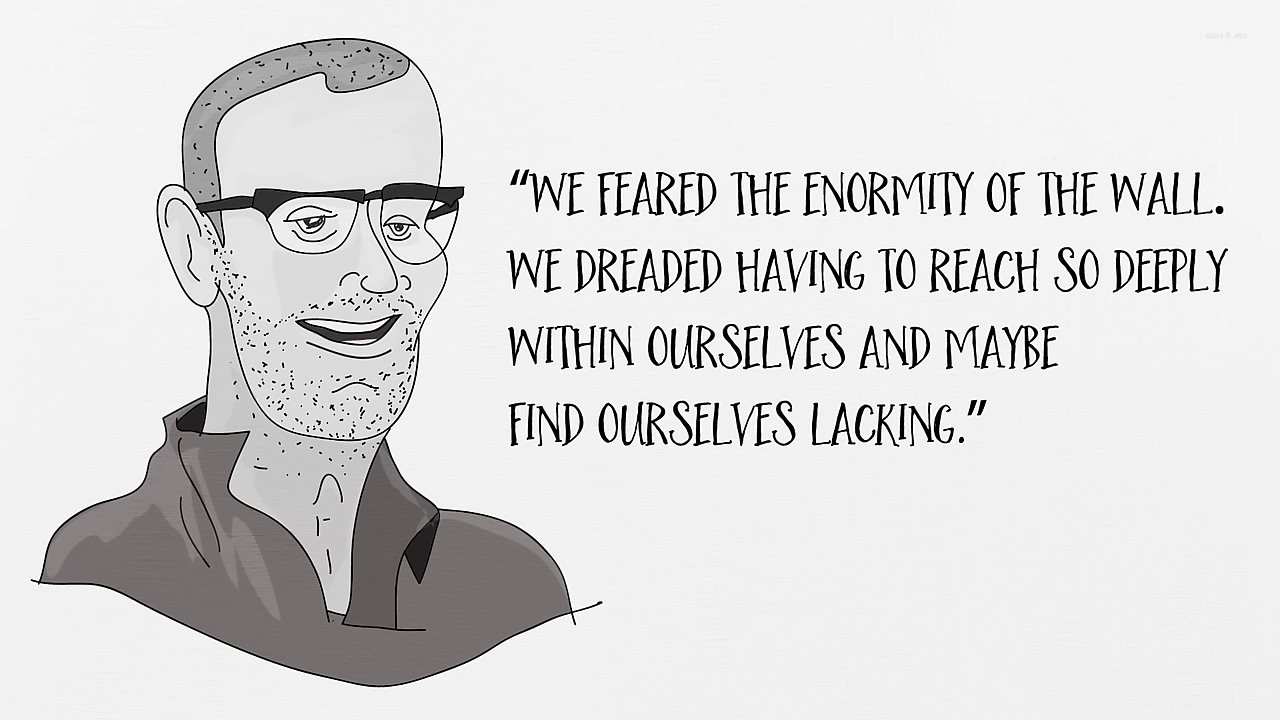 “WE FEARED THE ENORMITY OF THE WALL.
WE DREADED HAVING TO REACH SO DEEPLY
WITHIN OURSELVES AND MAYBE
FIND OURSELVES LACKING.”